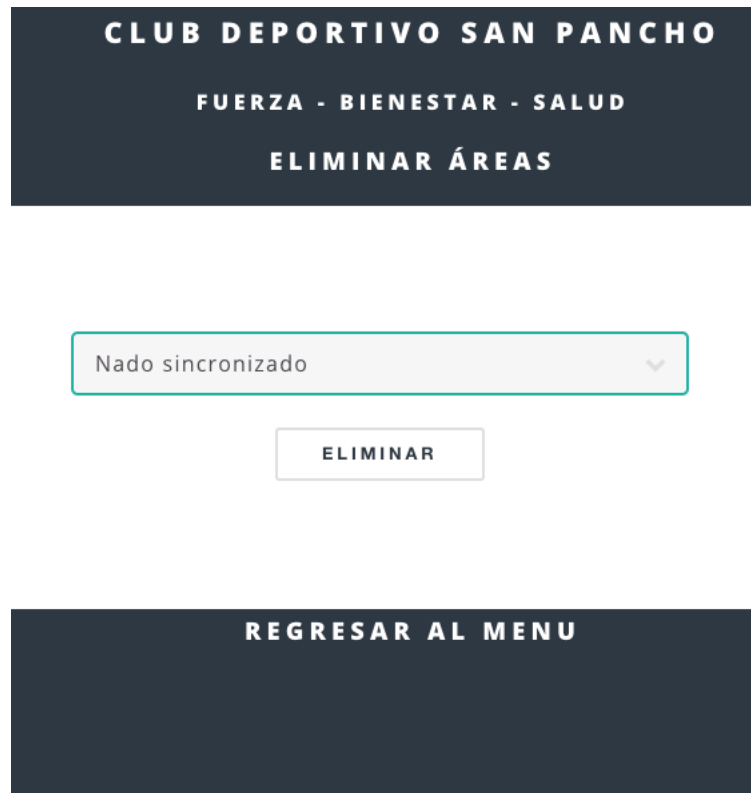 CLUB DEPORTIVO SAN PANCHO
FUERZA - BIENESTAR - SALUD
ELIMINAR ÁREAS
Nado sincronizado
ELIMINAR
REGRESAR AL MENU